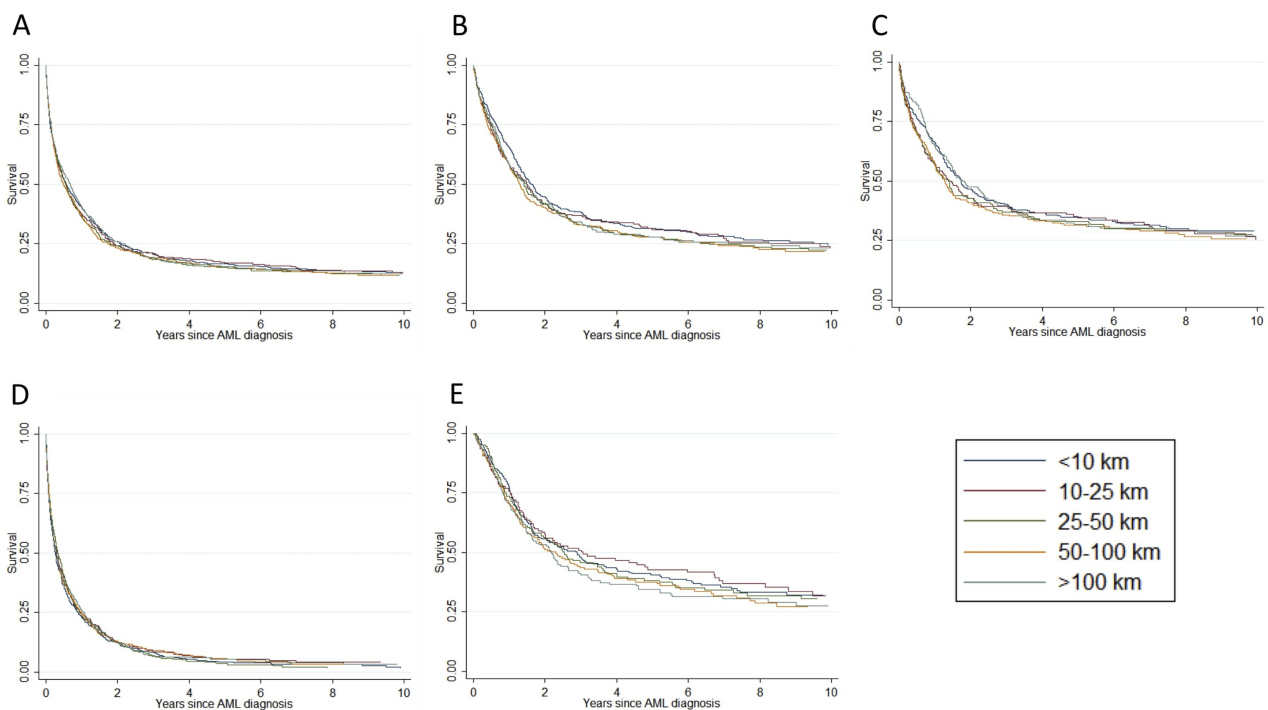 A
B
C
1.00
0.75
0.50
0.25
0.00
Survival
0 2 4 6 8 10
Years since AML diagnosis
1.00
0.75
0.50
0.25
0.00
Survival
0 2 4 6 8 10
Years since AML diagnosis
1.00
0.75
0.50
0.25
0.00
Survival
0 2 4 6 8 10
Years since AML diagnosis
D
E
1.00
0.75
0.50
0.25
0.00
Survival
0 2 4 6 8 10
Years since AML diagnosis
1.00
0.75
0.50
0.25
0.00
Survival
0 2 4 6 8 10
Years since AML diagnosis
<10 km
10-25 km
25-50 km
50-100 km
>100 km